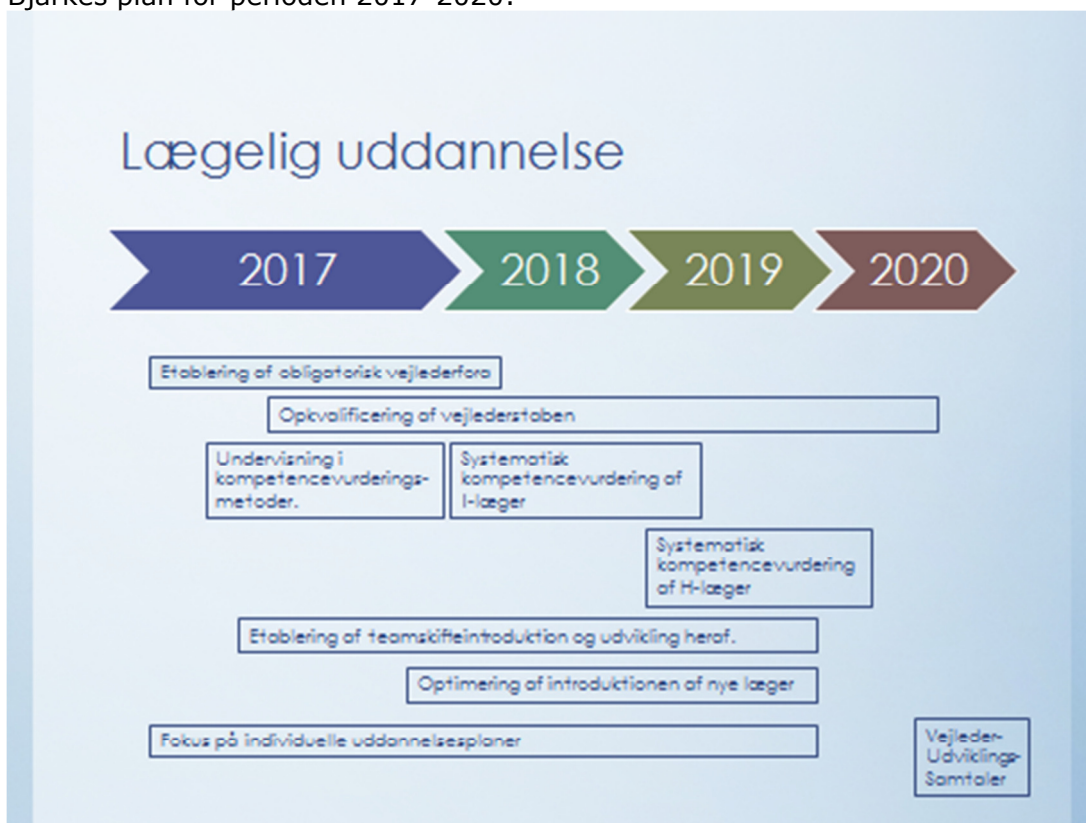 Bjarkes plan for perioden 2017-2020:
Lægelig uddannelse
2017
2018
2019
2020
Etablering af obligatorisk vejlederfora
Opkvalificering af vejlederstaben
Undervisning i
kompetencevurderings-
metoder.
Systematisk
kompetencevurdering af
I-læger
Systematisk
kompetencevurdering
af H-læger
Etablering af teamskifteintroduktion og udvikling heraf.
Optimering af introduktionen af nye læger
Fokus på individuelle uddannelsesplaner
Vejleder-
Udviklings-
Samtaler